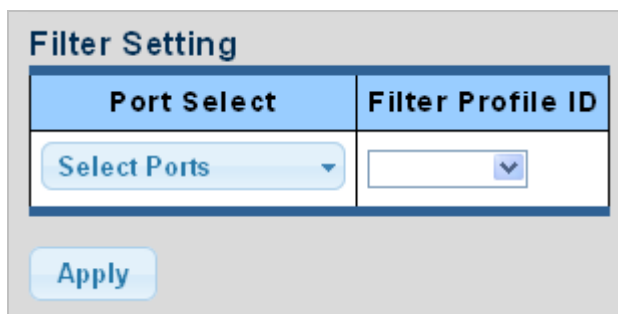 Filter Setting
Port Select Filter Profile ID
Select Ports
Apply